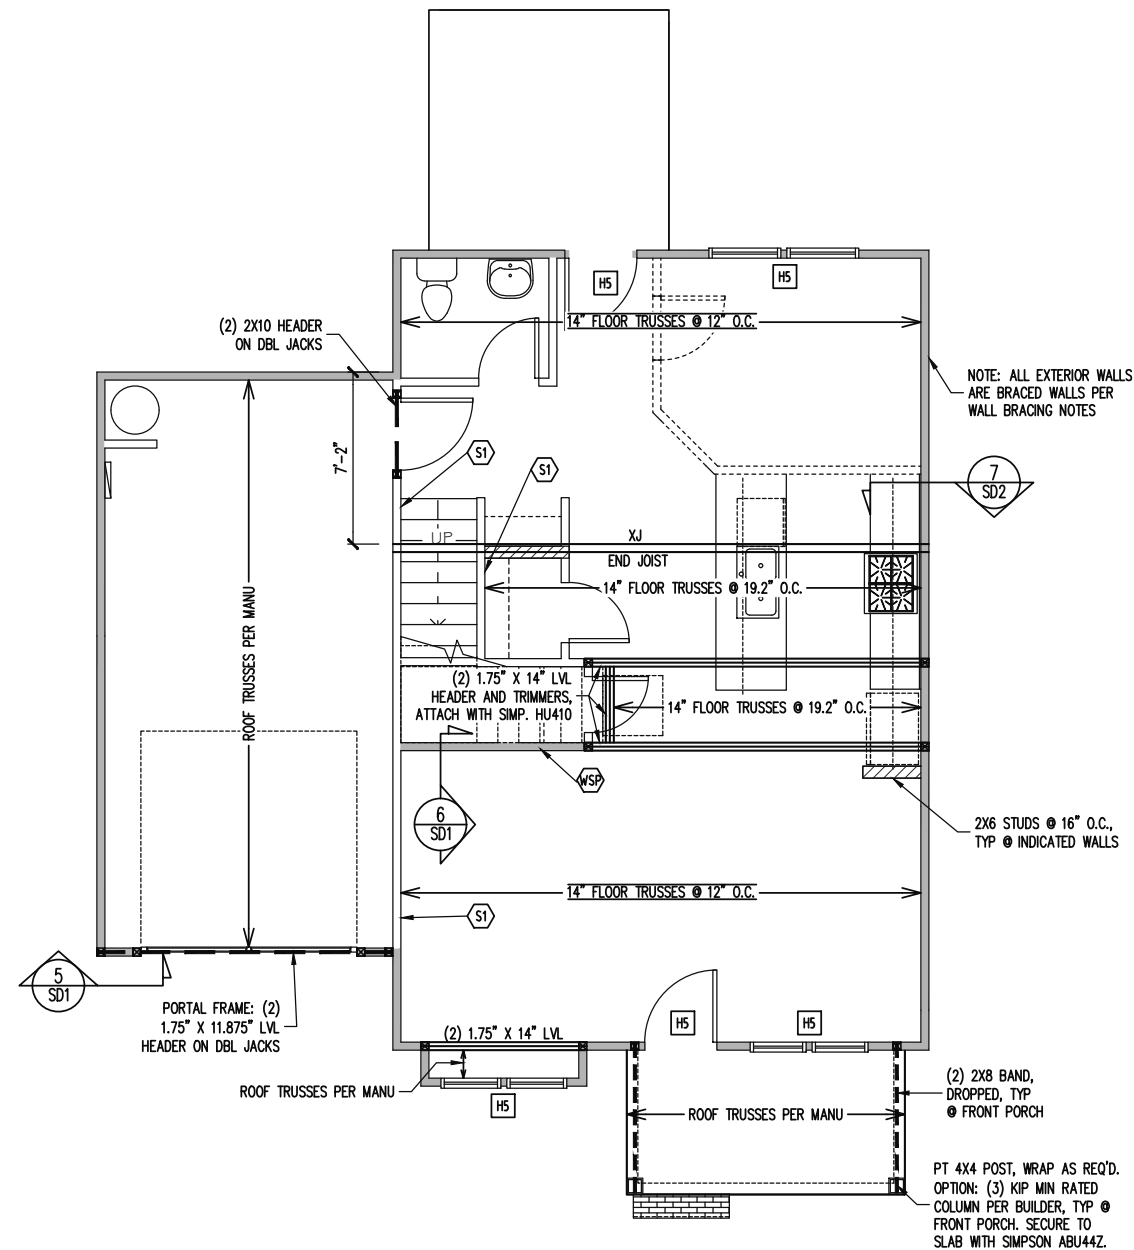 H5
H5
14" FLOOR TRUSSES @ 12" O.C.
(2) 2X10 HEADER
ON DBL JACKS
NOTE: ALL EXTERIOR WALLS
ARE BRACED WALLS PER
WALL BRACING NOTES
7'-2"
S1
S1
7
SD2
UP
XJ
END JOIST
14" FLOOR TRUSSES @ 19.2" O.C.
ROOF TRUSSES PER MANU
(2) 1.75" X 14" LVL
HEADER AND TRIMMERS,
ATTACH WITH SIMP. HU410
14" FLOOR TRUSSES @ 19.2" O.C.
WSP
6
SD1
2X6 STUDS @ 16" O.C.,
TYP @ INDICATED WALLS
14" FLOOR TRUSSES @ 12" O.C.
S1
5
SD1
PORTAL FRAME: (2)
1.75" X 11.875" LVL
HEADER ON DBL JACKS
H5
H5
(2) 1.75" X 14" LVL
ROOF TRUSSES PER MANU
H5
(2) 2X8 BAND,
DROPPED, TYP
@ FRONT PORCH
ROOF TRUSSES PER MANU
PT 4X4 POST, WRAP AS REQ'D.
OPTION: (3) KIP MIN RATED
COLUMN PER BUILDER, TYP @
FRONT PORCH. SECURE TO
SLAB WITH SIMPSON ABU44Z.